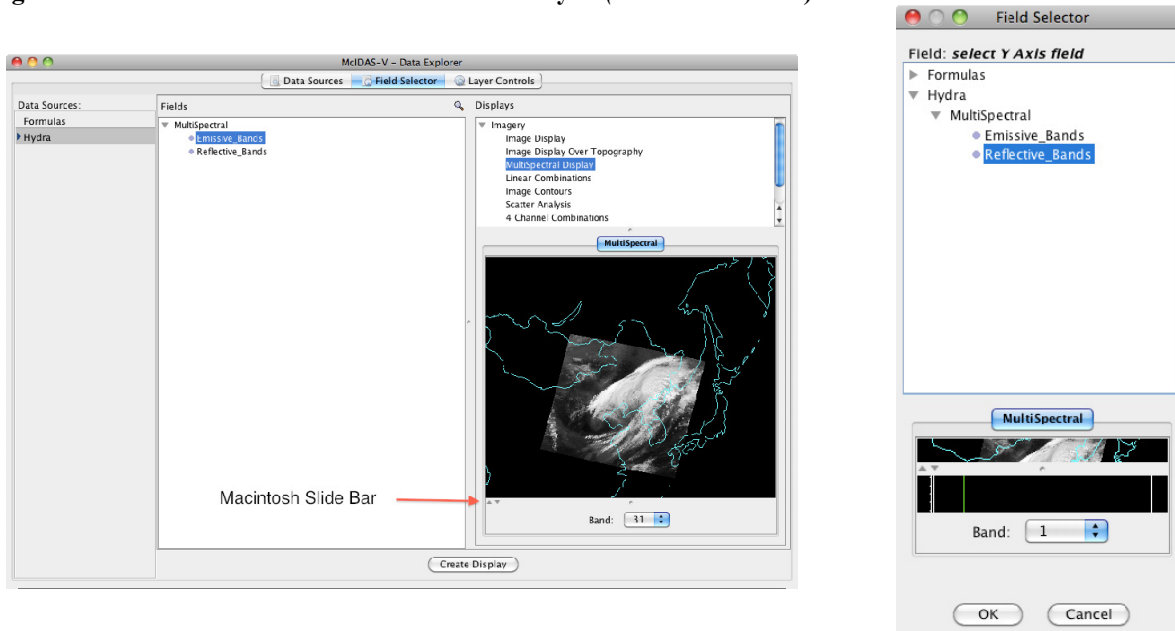 McIDAS-V – Data Explorer
Data Sources Field Selector Layer Controls
Data Sources:
Formulas
Hydra
Fields
MultiSpectral
Emissive_Bands
Reflective_Bands
Displays
Imagery
Image Display
Image Display Over Topography
MultiSpectral Display
Linear Combinations
Image Contours
Scatter Analysis
4 Channel Combinations
MultiSpectral
Macintosh Slide Bar
Band: 31
Create Display
Field Selector
Field: select Y Axis field
Formulas
Hydra
MultiSpectral
Emissive_Bands
Reflective_Bands
MultiSpectral
Band: 1
OK Cancel